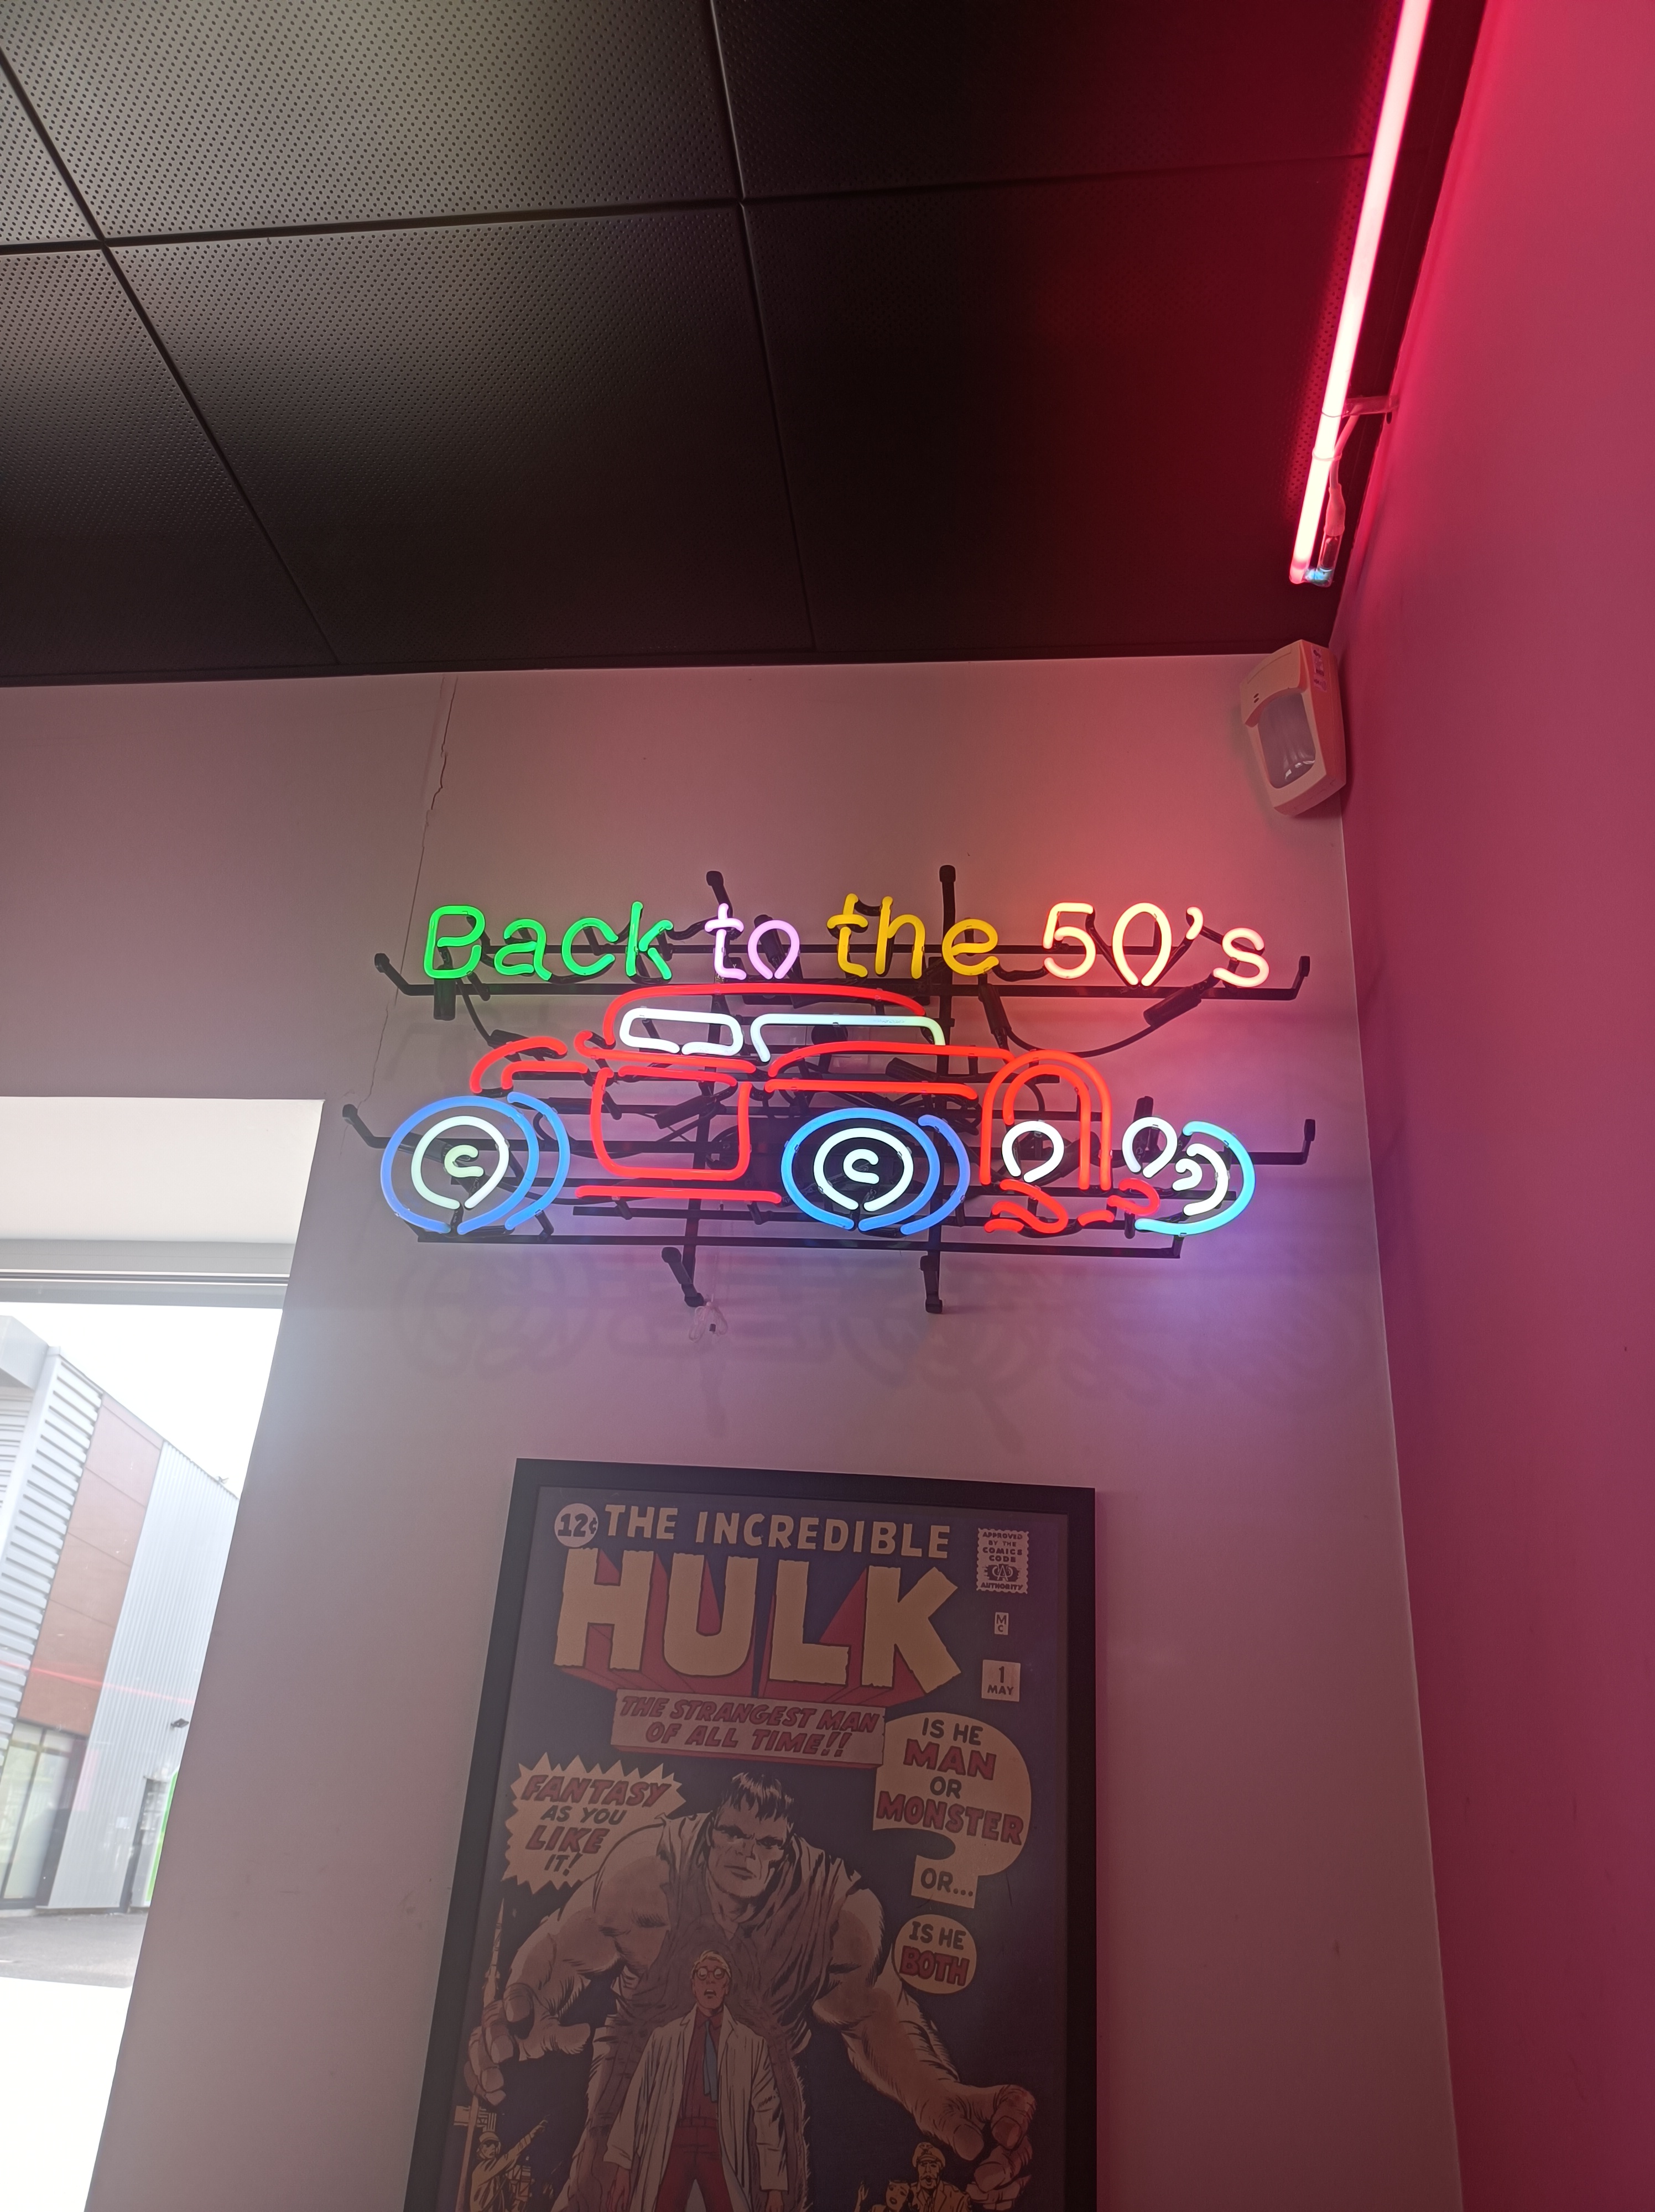 Back to the 50's
12¢
THE INCREDIBLE
HULK
APPROVED
BY THE
COMICS
CODE
AUTHORITY
M
C
1
MAY
THE STRANGEST MAN
OF ALL TIME!!
IS HE
MAN
OR
MONSTER
?
OR...
IS HE
BOTH
FANTASY
AS YOU
LIKE
IT!